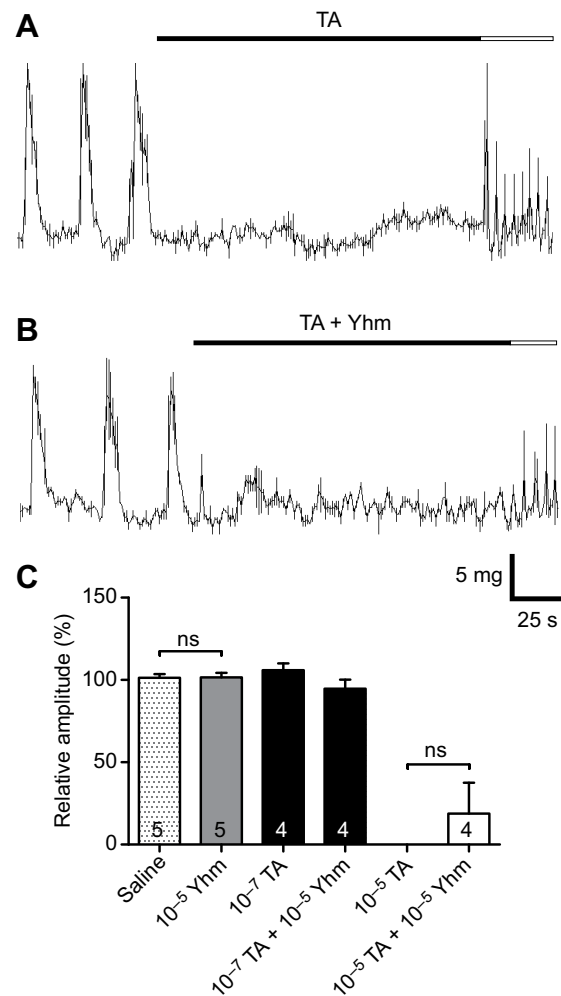 A
TA
B
TA + Yhm
5 mg
25 s
C
Relative amplitude (%)
150
100
50
0
ns
ns
5
5
4
4
4
Saline
10⁻⁵ Yhm
10⁻⁷ TA
10⁻⁷ TA + 10⁻⁵ Yhm
10⁻⁵ TA
10⁻⁵ TA + 10⁻⁵ Yhm